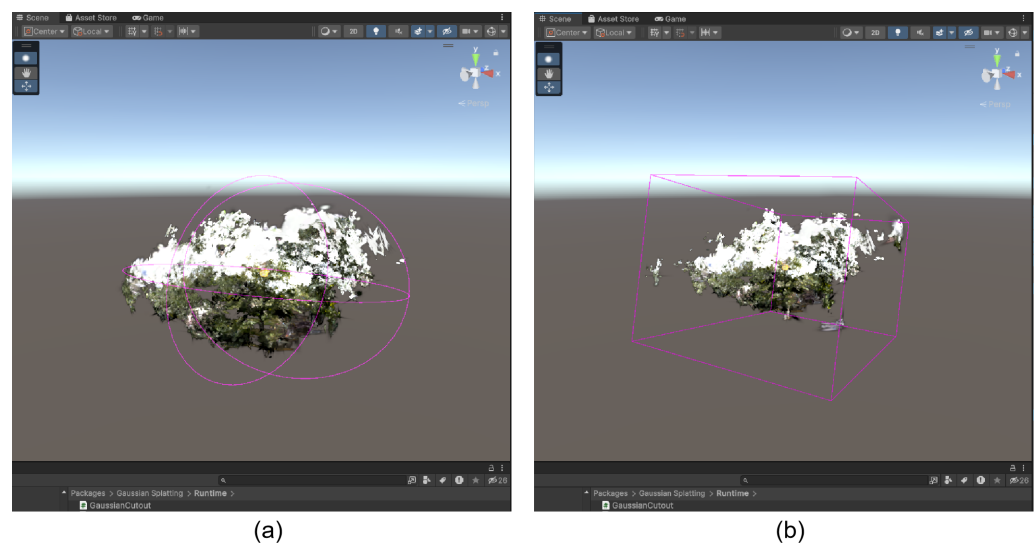 Scene Asset Store Game
Center Local 2D
y
z
x
Persp
26
Packages > Gaussian Splatting > Runtime >
GaussianCutout
(a)
Scene Asset Store Game
Center Local 2D
y
z
x
Persp
26
Packages > Gaussian Splatting > Runtime >
GaussianCutout
(b)